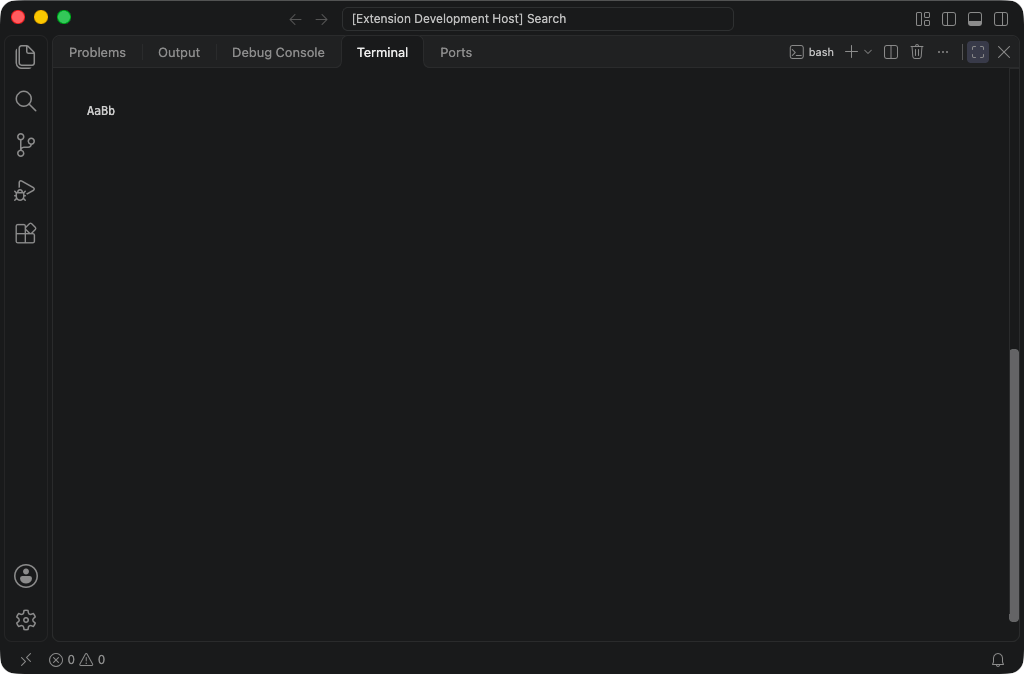 [Extension Development Host] Search
Problems
Output
Debug Console
Terminal
Ports
bash
AaBb
0
0